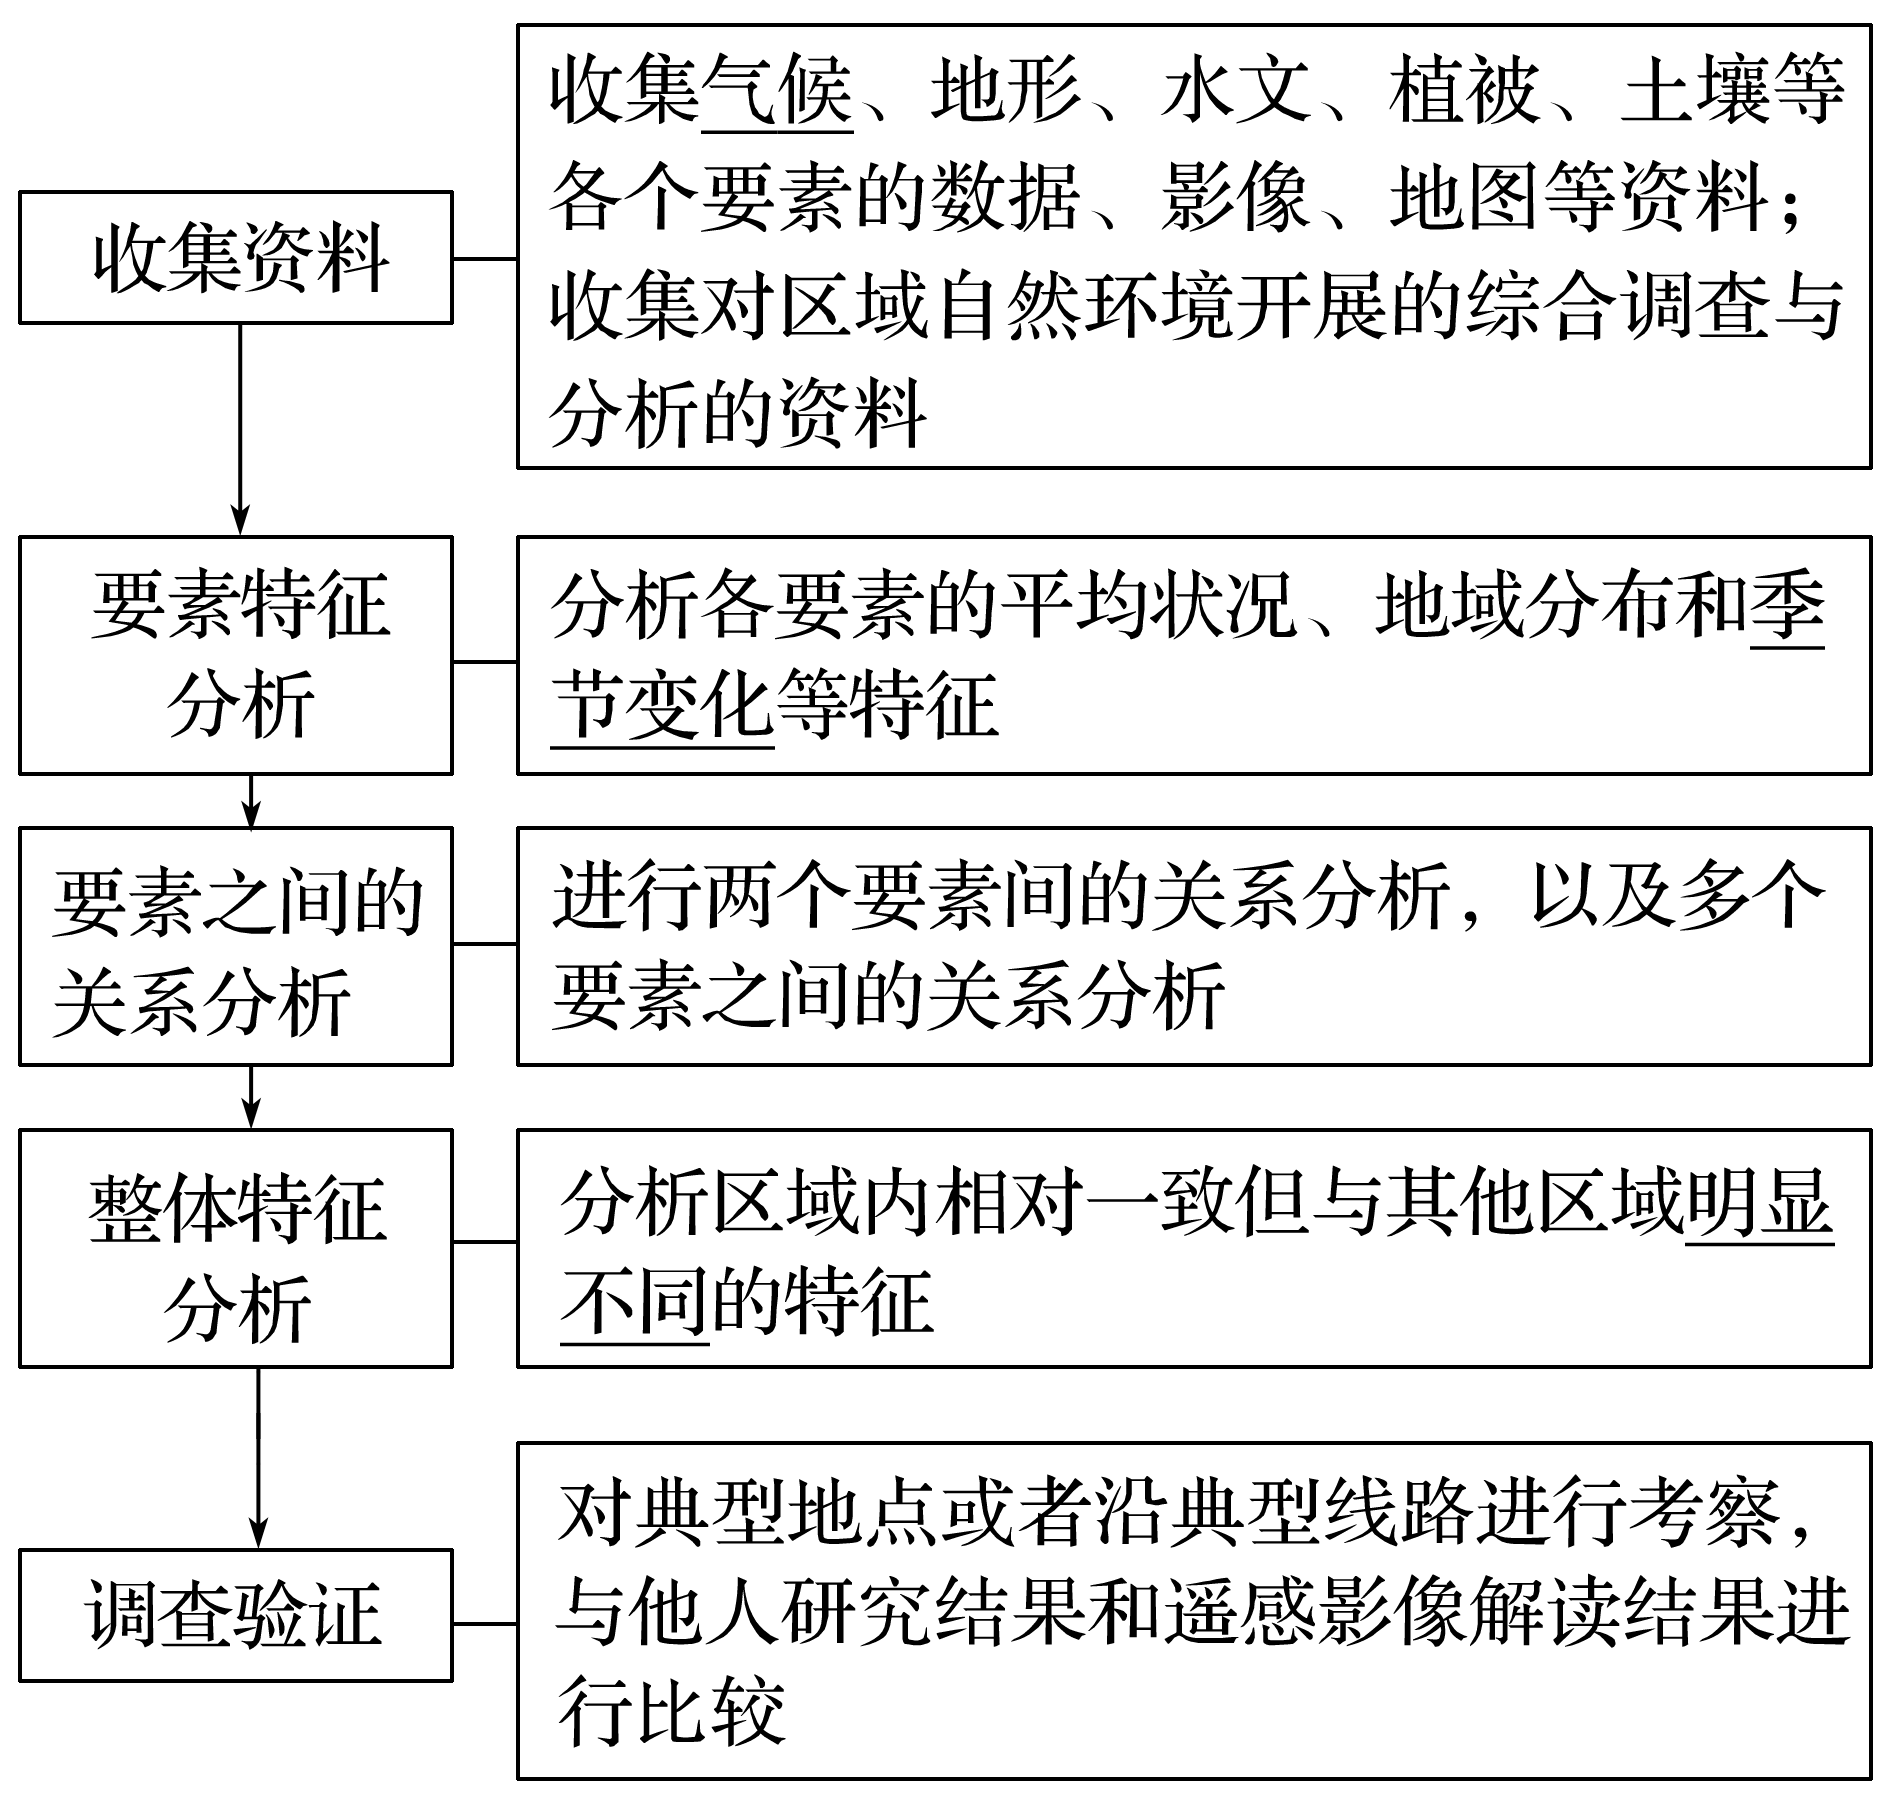 收集资料
收集气候、地形、水文、植被、土壤等
各个要素的数据、影像、地图等资料；
收集对区域自然环境开展的综合调查与
分析的资料
要素特征
分析
分析各要素的平均状况、地域分布和季
节变化等特征
要素之间的
关系分析
进行两个要素间的关系分析，以及多个
要素之间的关系分析
整体特征
分析
分析区域内相对一致但与其他区域明显
不同的特征
调查验证
对典型地点或者沿典型线路进行考察，
与他人研究结果和遥感影像解读结果进
行比较